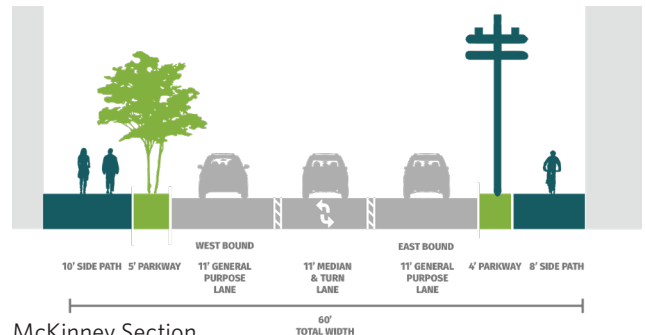 WEST BOUND
EAST BOUND
10' SIDE PATH
5' PARKWAY
11' GENERAL
PURPOSE
LANE
11' MEDIAN
& TURN
LANE
11' GENERAL
PURPOSE
LANE
4' PARKWAY
8' SIDE PATH
60'
TOTAL WIDTH
McKinney Section